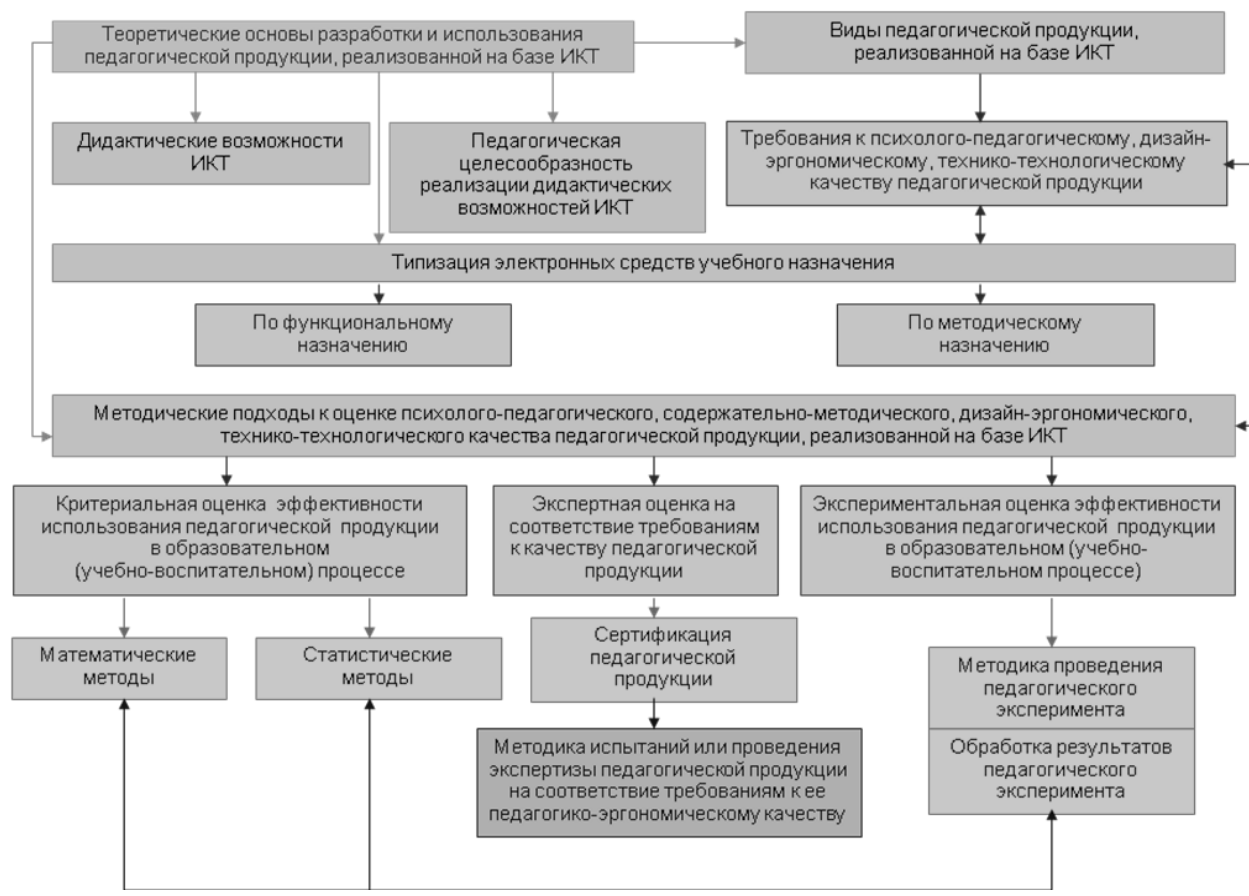 Теоретические основы разработки и использования
педагогической продукции, реализованной на базе ИКТ
Виды педагогической продукции,
реализованной на базе ИКТ
Дидактические возможности
ИКТ
Педагогическая
целесообразность
реализации дидактических
возможностей ИКТ
Требования к психолого-педагогическому, дизайн-
эргономическому, технико-технологическому
качеству педагогической продукции
Типизация электронных средств учебного назначения
По функциональному
назначению
По методическому
назначению
Методические подходы к оценке психолого-педагогического, содержательно-методического, дизайн-эргономического,
технико-технологического качества педагогической продукции, реализованной на базе ИКТ
Критериальная оценка эффективности
использования педагогической продукции
в образовательном
(учебно-воспитательном) процессе
Экспертная оценка на
соответствие требованиям
к качеству педагогической
продукции
Экспериментальная оценка эффективности
использования педагогической продукции
в образовательном (учебно-
воспитательном процессе)
Математические
методы
Статистические
методы
Сертификация
педагогической
продукции
Методика проведения
педагогического
эксперимента
Обработка результатов
педагогического
эксперимента
Методика испытаний или проведения
экспертизы педагогической продукции
на соответствие требованиям к ее
педагогико-эргономическому качеству